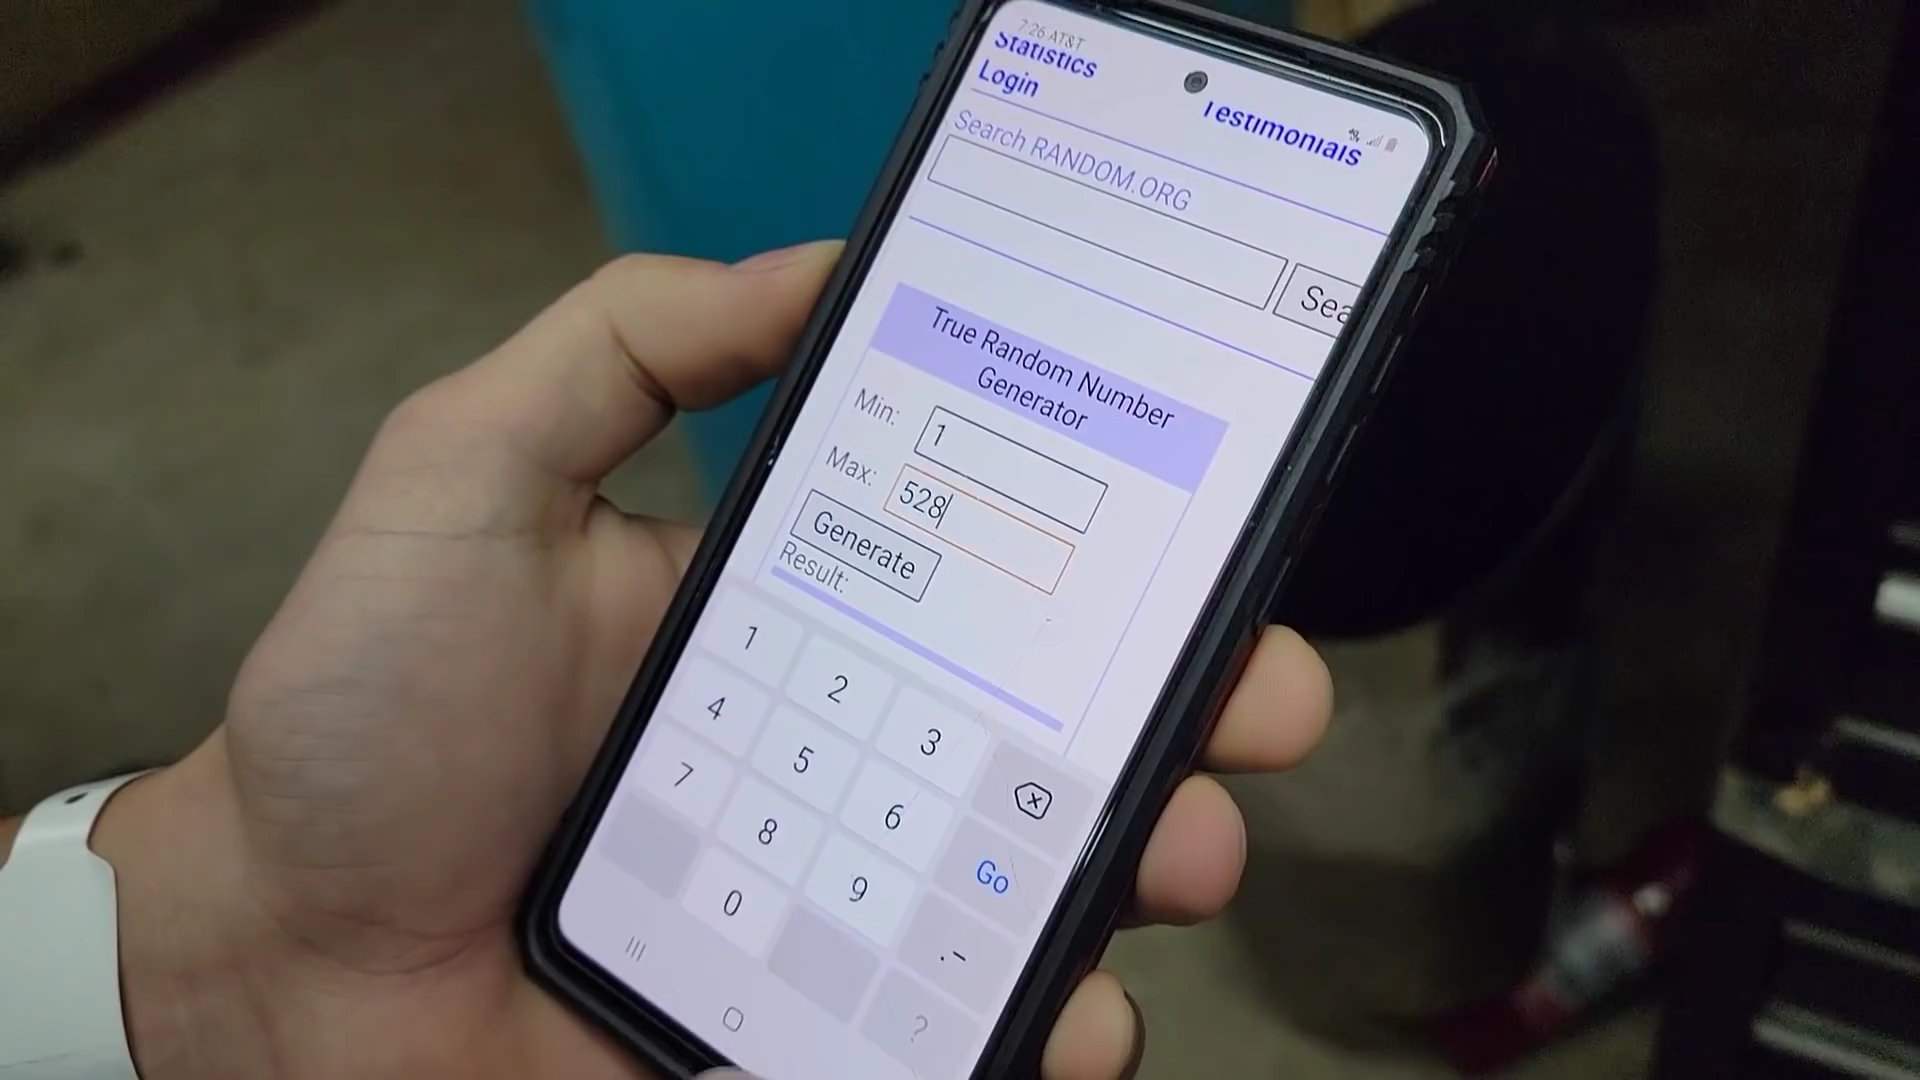 7:26 AT&T
Statistics
Login
Testimonials
Search RANDOM.ORG
Sea
True Random Number
Generator
Min: 1
Max: 528
Generate
Result:
1 2 3
4 5 6
7 8 9 Go
0 .-
?